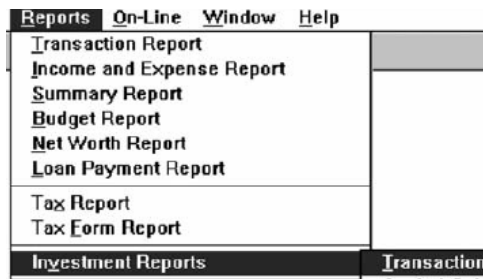 Reports On-Line Window Help
Transaction Report
Income and Expense Report
Summary Report
Budget Report
Net Worth Report
Loan Payment Report
Tax Report
Tax Form Report
Investment Reports Transaction